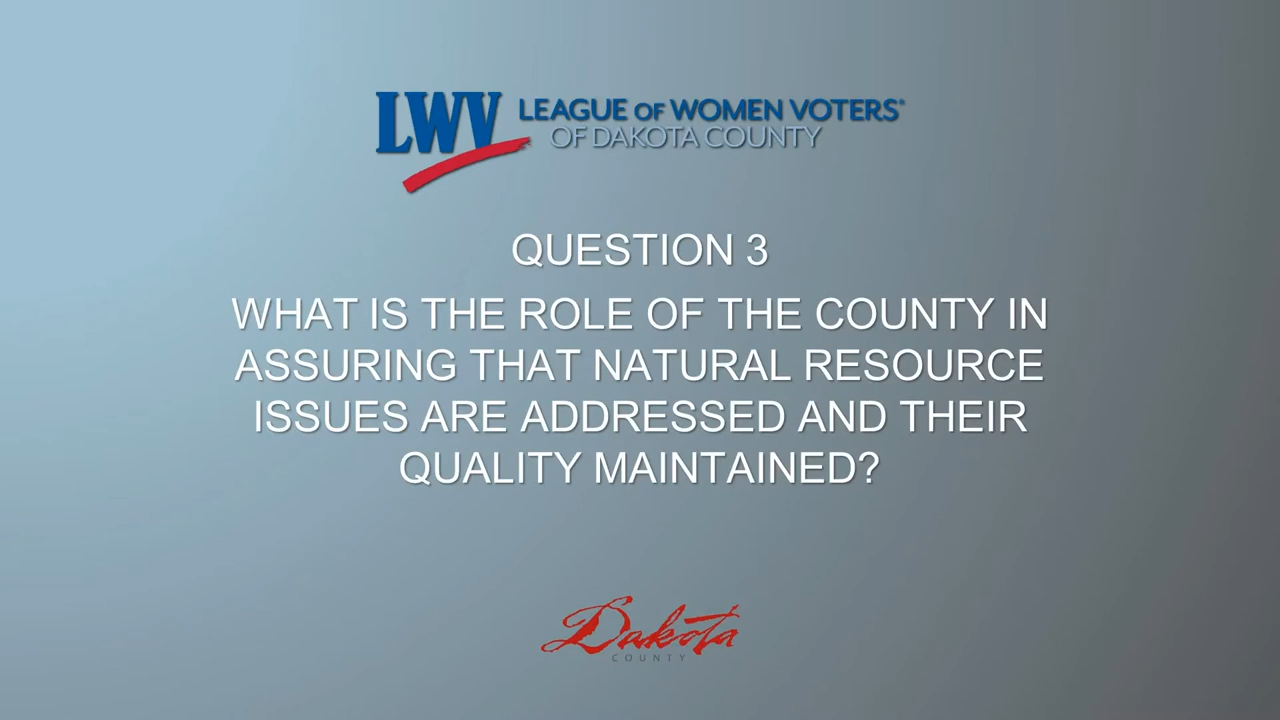 LWV LEAGUE OF WOMEN VOTERS®
OF DAKOTA COUNTY
QUESTION 3
WHAT IS THE ROLE OF THE COUNTY IN
ASSURING THAT NATURAL RESOURCE
ISSUES ARE ADDRESSED AND THEIR
QUALITY MAINTAINED?
Dakota
COUNTY